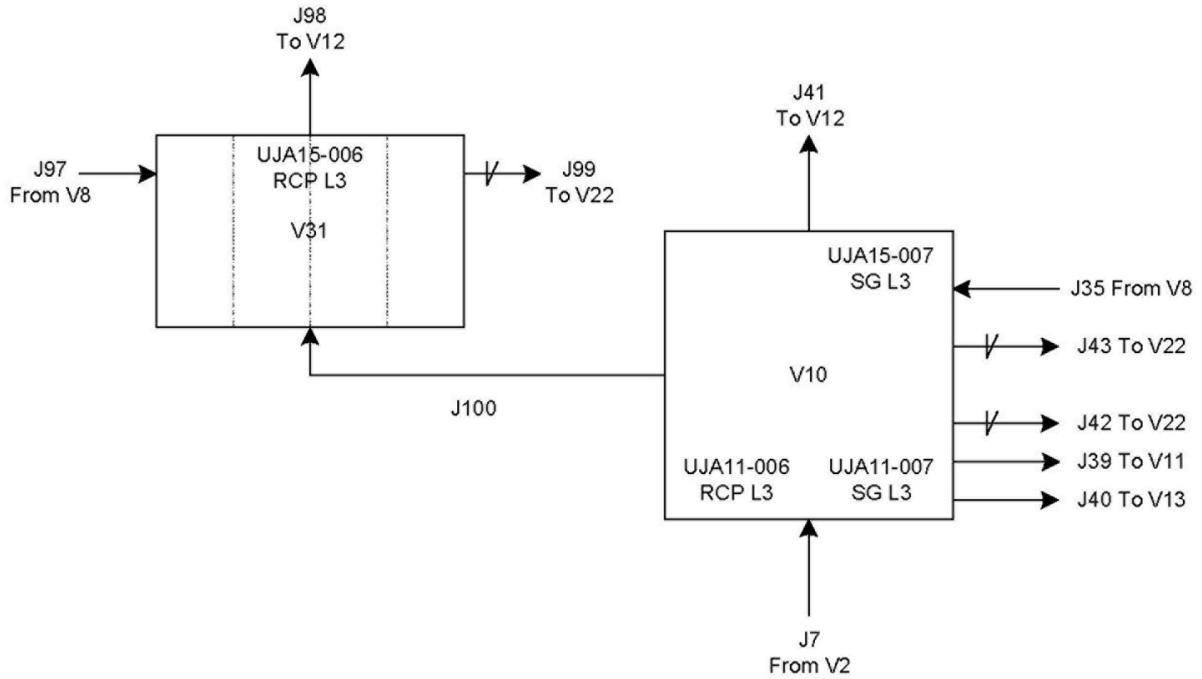 J98
To V12
J41
To V12
UJA15-006
RCP L3
J97
From V8
J99
To V22
V31
UJA15-007
SG L3
J35 From V8
J43 To V22
V10
J100
J42 To V22
UJA11-006
RCP L3
UJA11-007
SG L3
J39 To V11
J40 To V13
J7
From V2